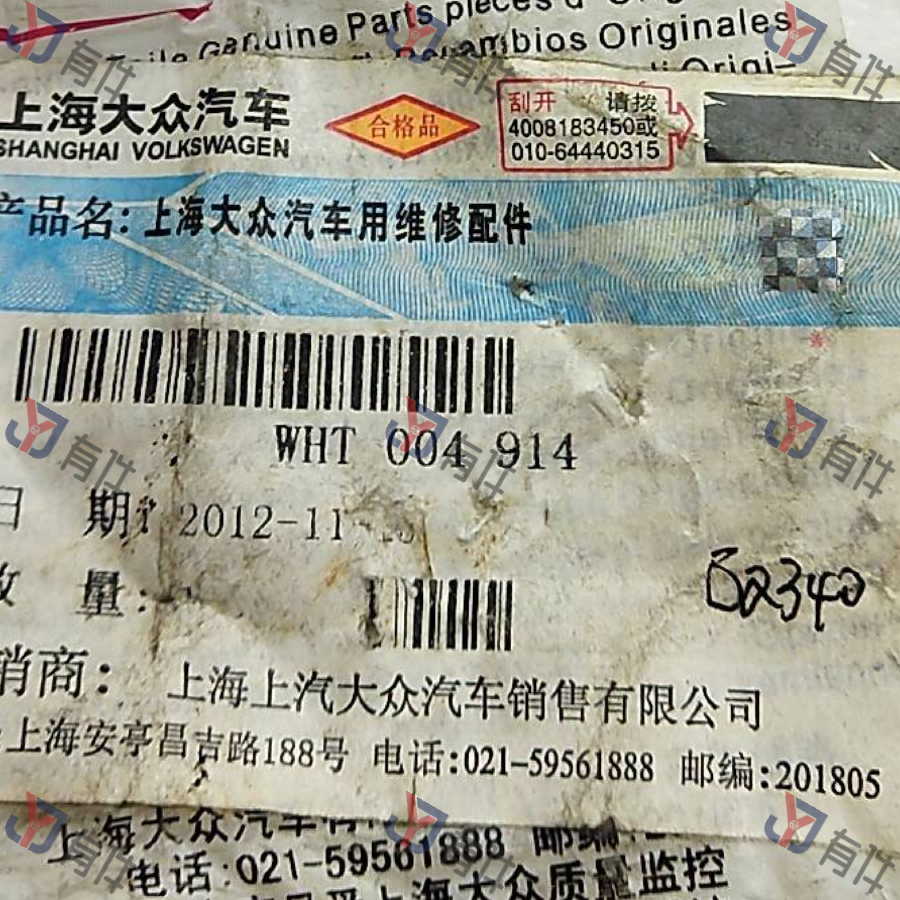 Genuine Parts pièces d'
Recambios Originales
上海大众汽车
SHANGHAI VOLKSWAGEN
合格品
刮开 请拨
4008183450或
010-64440315
产品名：上海大众汽车用维修配件
WHT 004 914
日 期：2012-11
数 量：
50340
销商：上海上汽大众汽车销售有限公司
上海安亭昌吉路188号 电话:021-59561888 邮编:201805
上海大众汽车有 邮编
电话:021-59561888
上海大众质量监控
有件